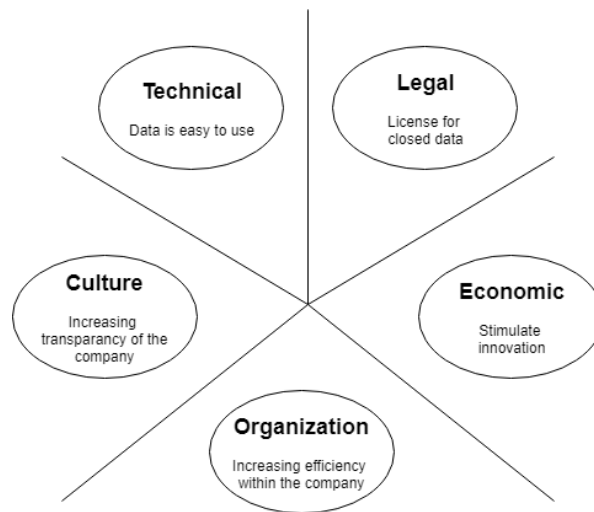 Technical
Data is easy to use
Legal
License for
closed data
Culture
Increasing
transparancy of the
company
Economic
Stimulate
innovation
Organization
Increasing efficiency
within the company